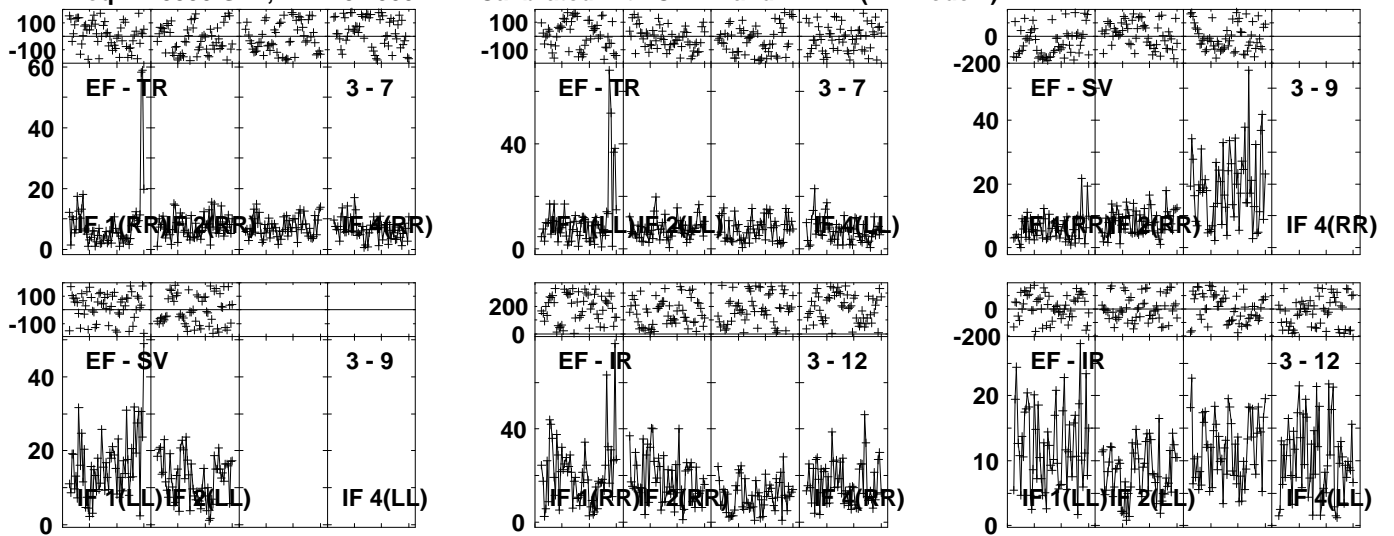 100
-100
60
40
20
0
EF - TR
3 - 7
IF 1(RR) IF 2(RR)
IF 4(RR)
100
0
-100
40
20
0
EF - TR
3 - 7
IF 1(LL) IF 2(LL)
IF 4(LL)
0
-200
40
20
0
EF - SV
3 - 9
IF 1(RR) IF 2(RR)
IF 4(RR)
100
-100
40
20
0
EF - SV
3 - 9
IF 1(LL) IF 2(LL)
IF 4(LL)
200
0
40
0
EF - IR
3 - 12
IF 1(RR) IF 2(RR)
IF 4(RR)
0
-200
20
10
0
EF - IR
3 - 12
IF 1(LL) IF 2(LL)
IF 4(LL)